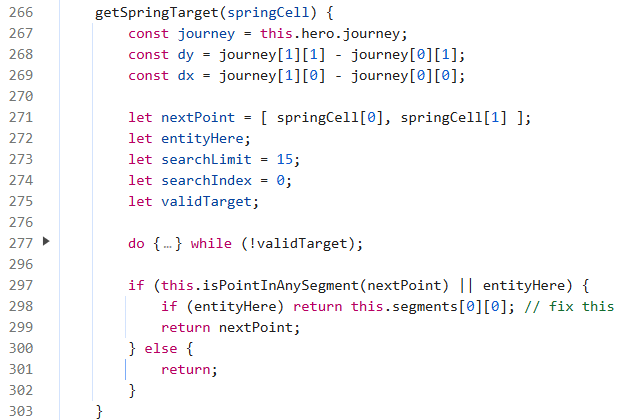 266 getSpringTarget(springCell) {
267 const journey = this.hero.journey;
268 const dy = journey[1][1] - journey[0][1];
269 const dx = journey[1][0] - journey[0][0];
270
271 let nextPoint = [ springCell[0], springCell[1] ];
272 let entityHere;
273 let searchLimit = 15;
274 let searchIndex = 0;
275 let validTarget;
276
277 do {…} while (!validTarget);
296
297 if (this.isPointInAnySegment(nextPoint) || entityHere) {
298 if (entityHere) return this.segments[0][0]; // fix this
299 return nextPoint;
300 } else {
301 return;
302 }
303 }